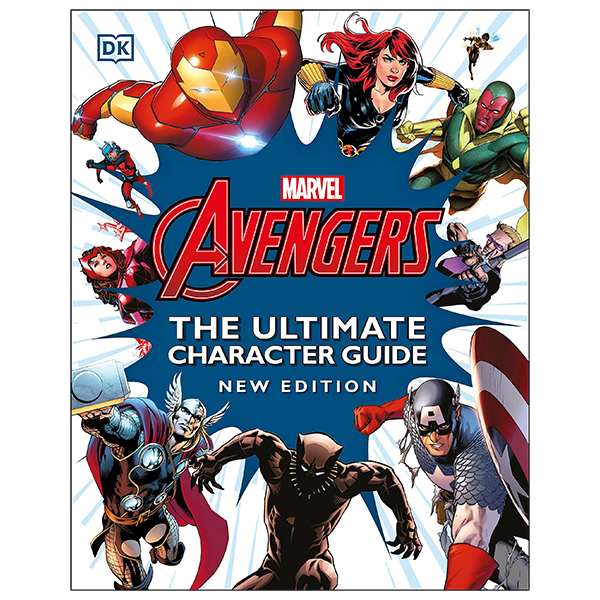 DK
MARVEL
AVENGERS
THE ULTIMATE
CHARACTER GUIDE
NEW EDITION
A